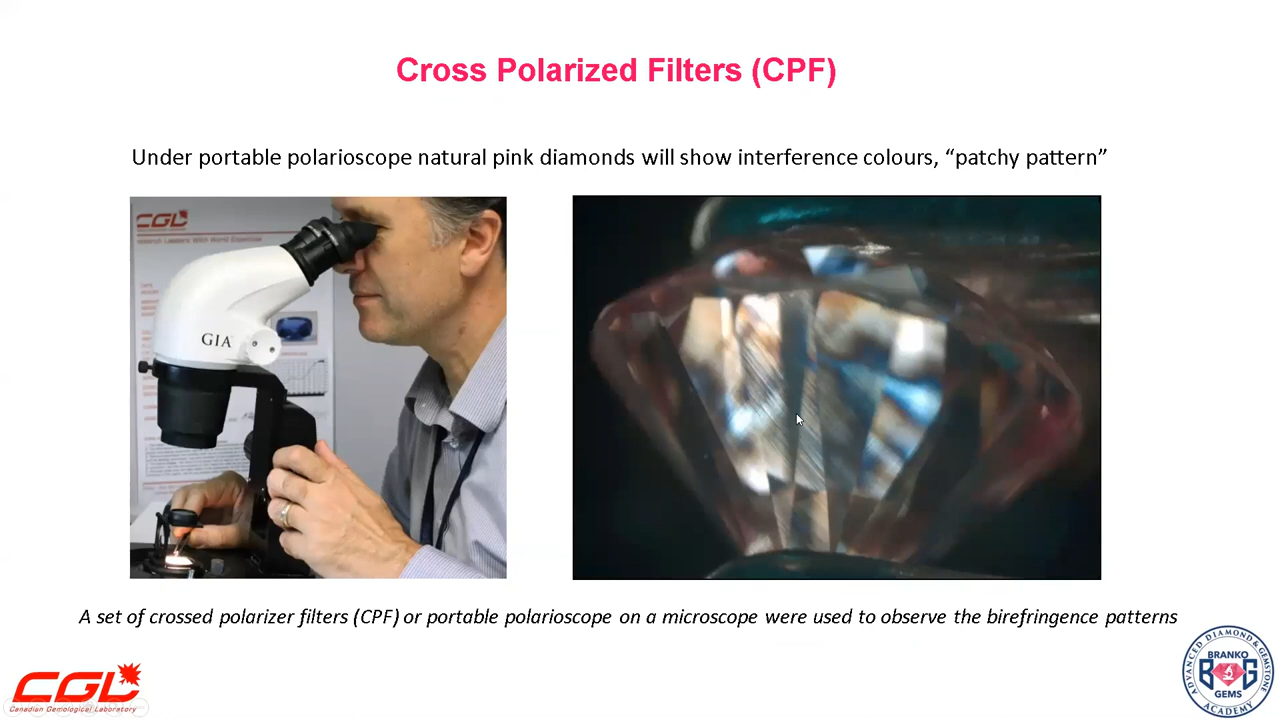 Cross Polarized Filters (CPF)
Under portable polarioscope natural pink diamonds will show interference colours, “patchy pattern”
CGL
GIA
A set of crossed polarizer filters (CPF) or portable polarioscope on a microscope were used to observe the birefringence patterns
CGL
Canadian Gemological Laboratory
ADVANCED DIAMOND & GEMSTONE
BRANKO
B G
GEMS
ACADEMY